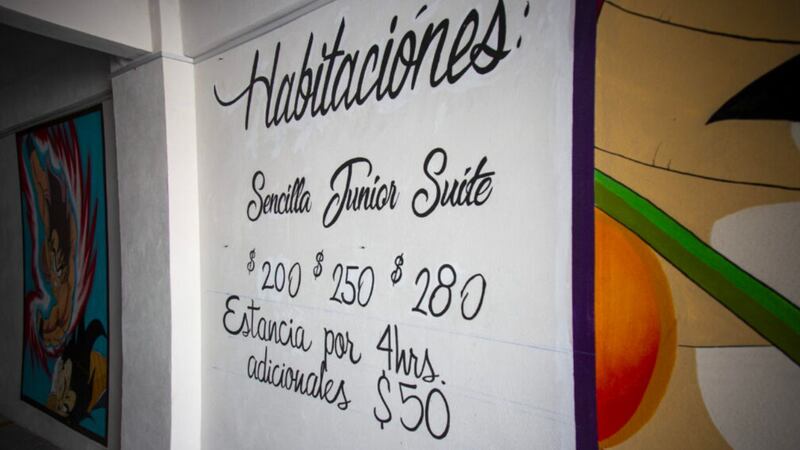 Habitaciónes:
Sencilla Junior Suite
$200 $250 $280
Estancia por 4hrs.
adicionales $50